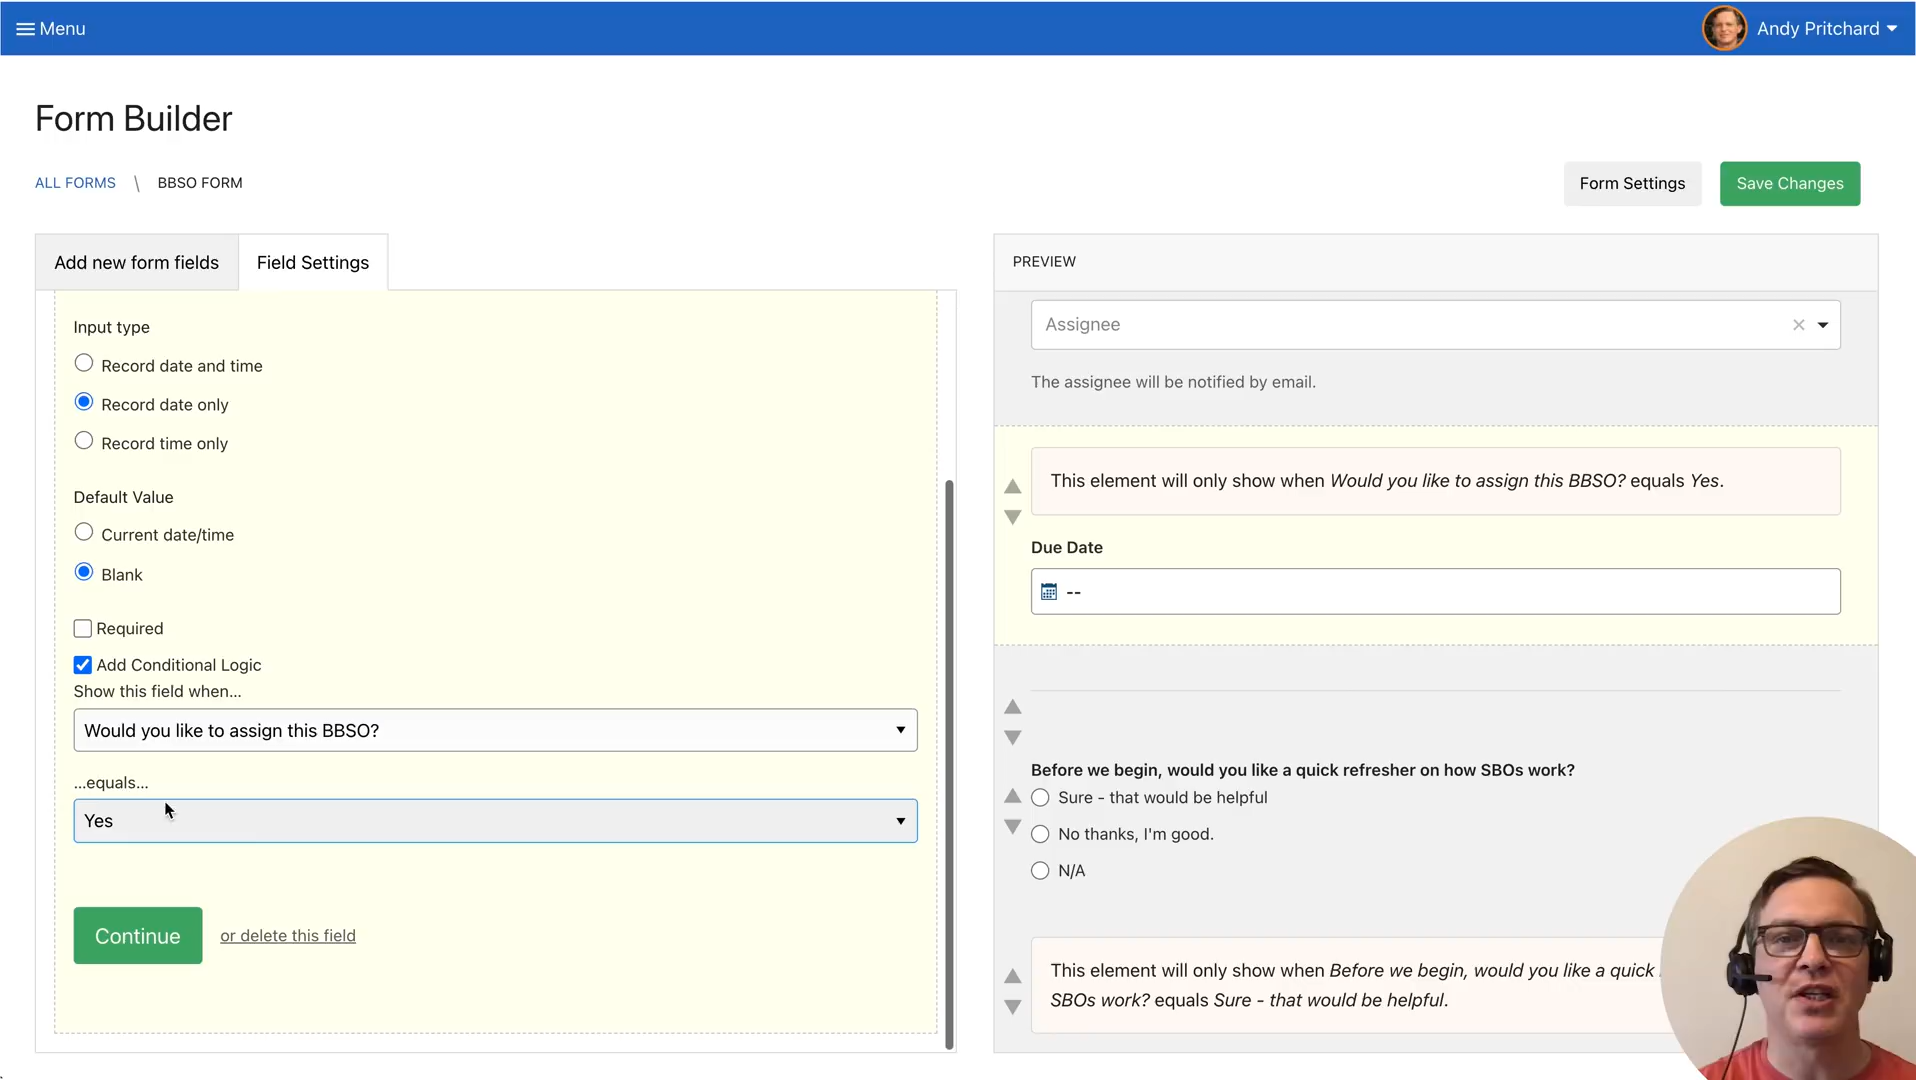 Menu
Andy Pritchard
Form Builder
ALL FORMS \ BBSO FORM
Form Settings
Save Changes
Add new form fields
Field Settings
Input type
Record date and time
Record date only
Record time only
Default Value
Current date/time
Blank
Required
Add Conditional Logic
Show this field when...
Would you like to assign this BBSO?
...equals...
Yes
Continue
or delete this field
PREVIEW
Assignee
The assignee will be notified by email.
This element will only show when Would you like to assign this BBSO? equals Yes.
Due Date
--
Before we begin, would you like a quick refresher on how SBOs work?
Sure - that would be helpful
No thanks, I'm good.
N/A
This element will only show when Before we begin, would you like a quick
SBOs work? equals Sure - that would be helpful.